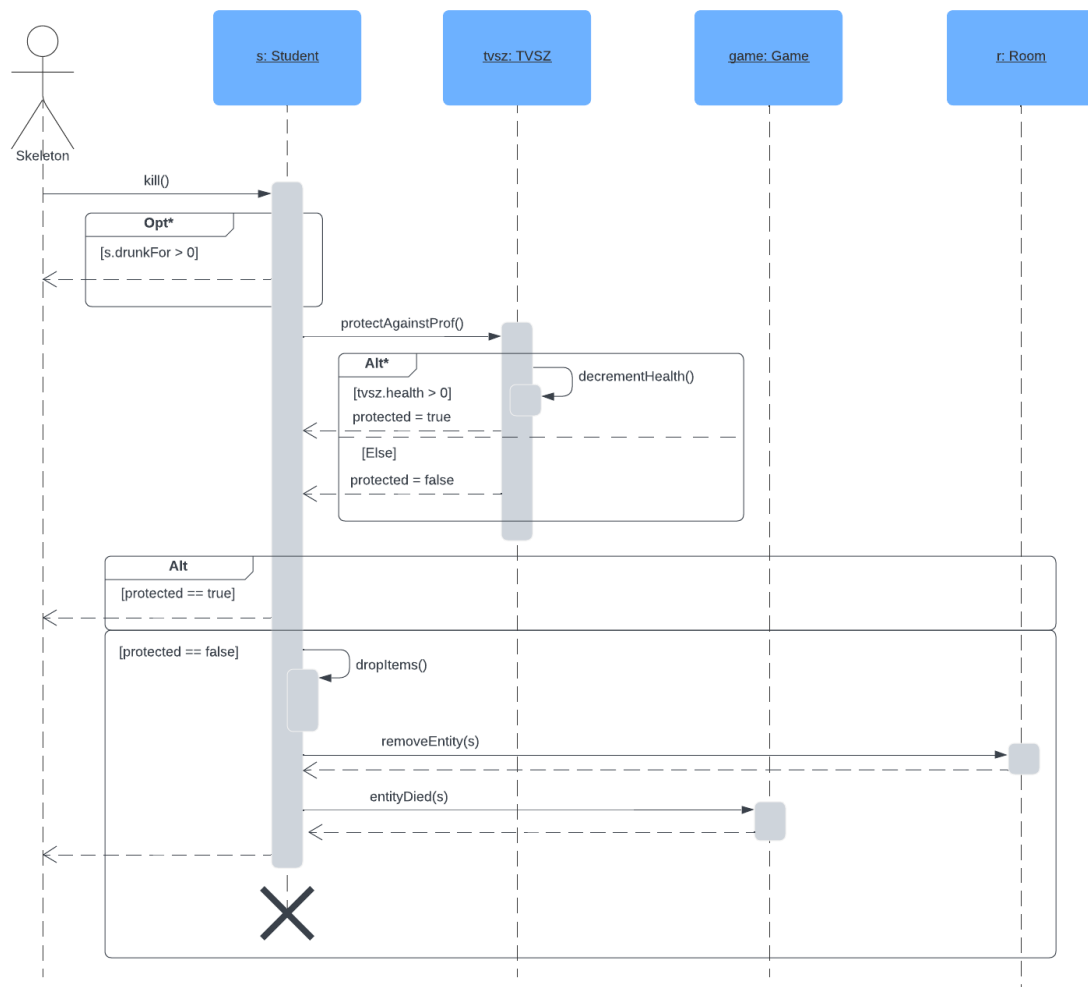 s: Student
tvsz: TVSZ
game: Game
r: Room
Skeleton
kill()
Opt*
[s.drunkFor > 0]
protectAgainstProf()
Alt*
decrementHealth()
[tvsz.health > 0]
protected = true
[Else]
protected = false
Alt
[protected == true]
[protected == false]
dropItems()
removeEntity(s)
entityDied(s)